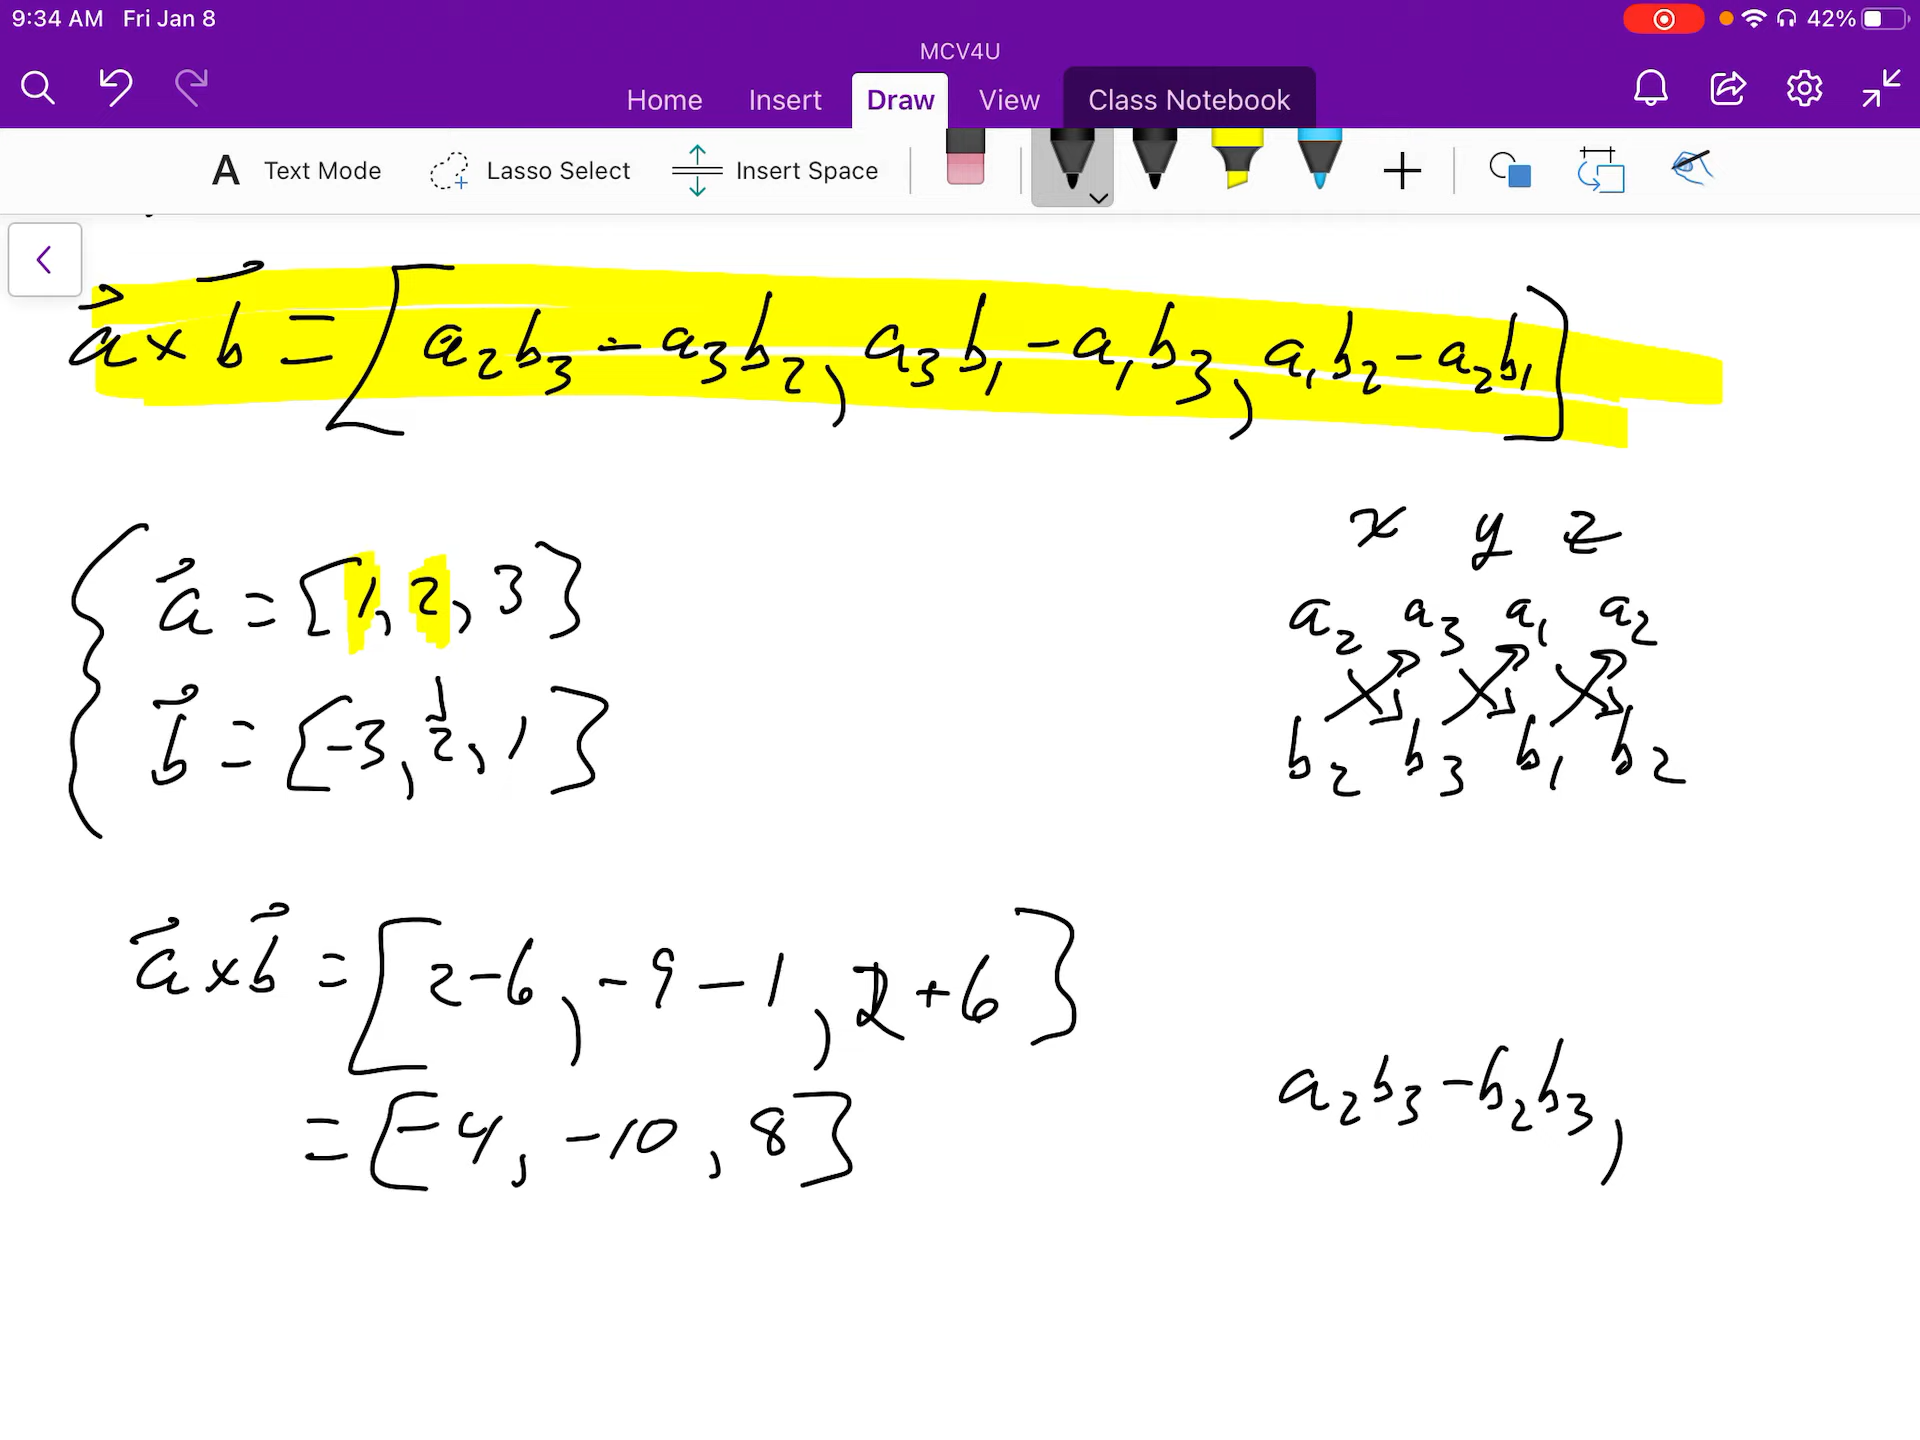 9:34 AM Fri Jan 8 42%
MCV4U
Home Insert Draw View Class Notebook
A Text Mode Lasso Select Insert Space
a⃗ × b⃗ = [a₂b₃ − a₃b₂, a₃b₁ − a₁b₃, a₁b₂ − a₂b₁]
x y z
a⃗ = [1, 2, 3]
a₂ a₃ a₁ a₂
b⃗ = [-3, 1/2, 1]
b₂ b₃ b₁ b₂
a⃗ × b⃗ = [2-6, -9-1, 2+6]
= [-4, -10, 8]
a₂b₃ − b₂b₃,